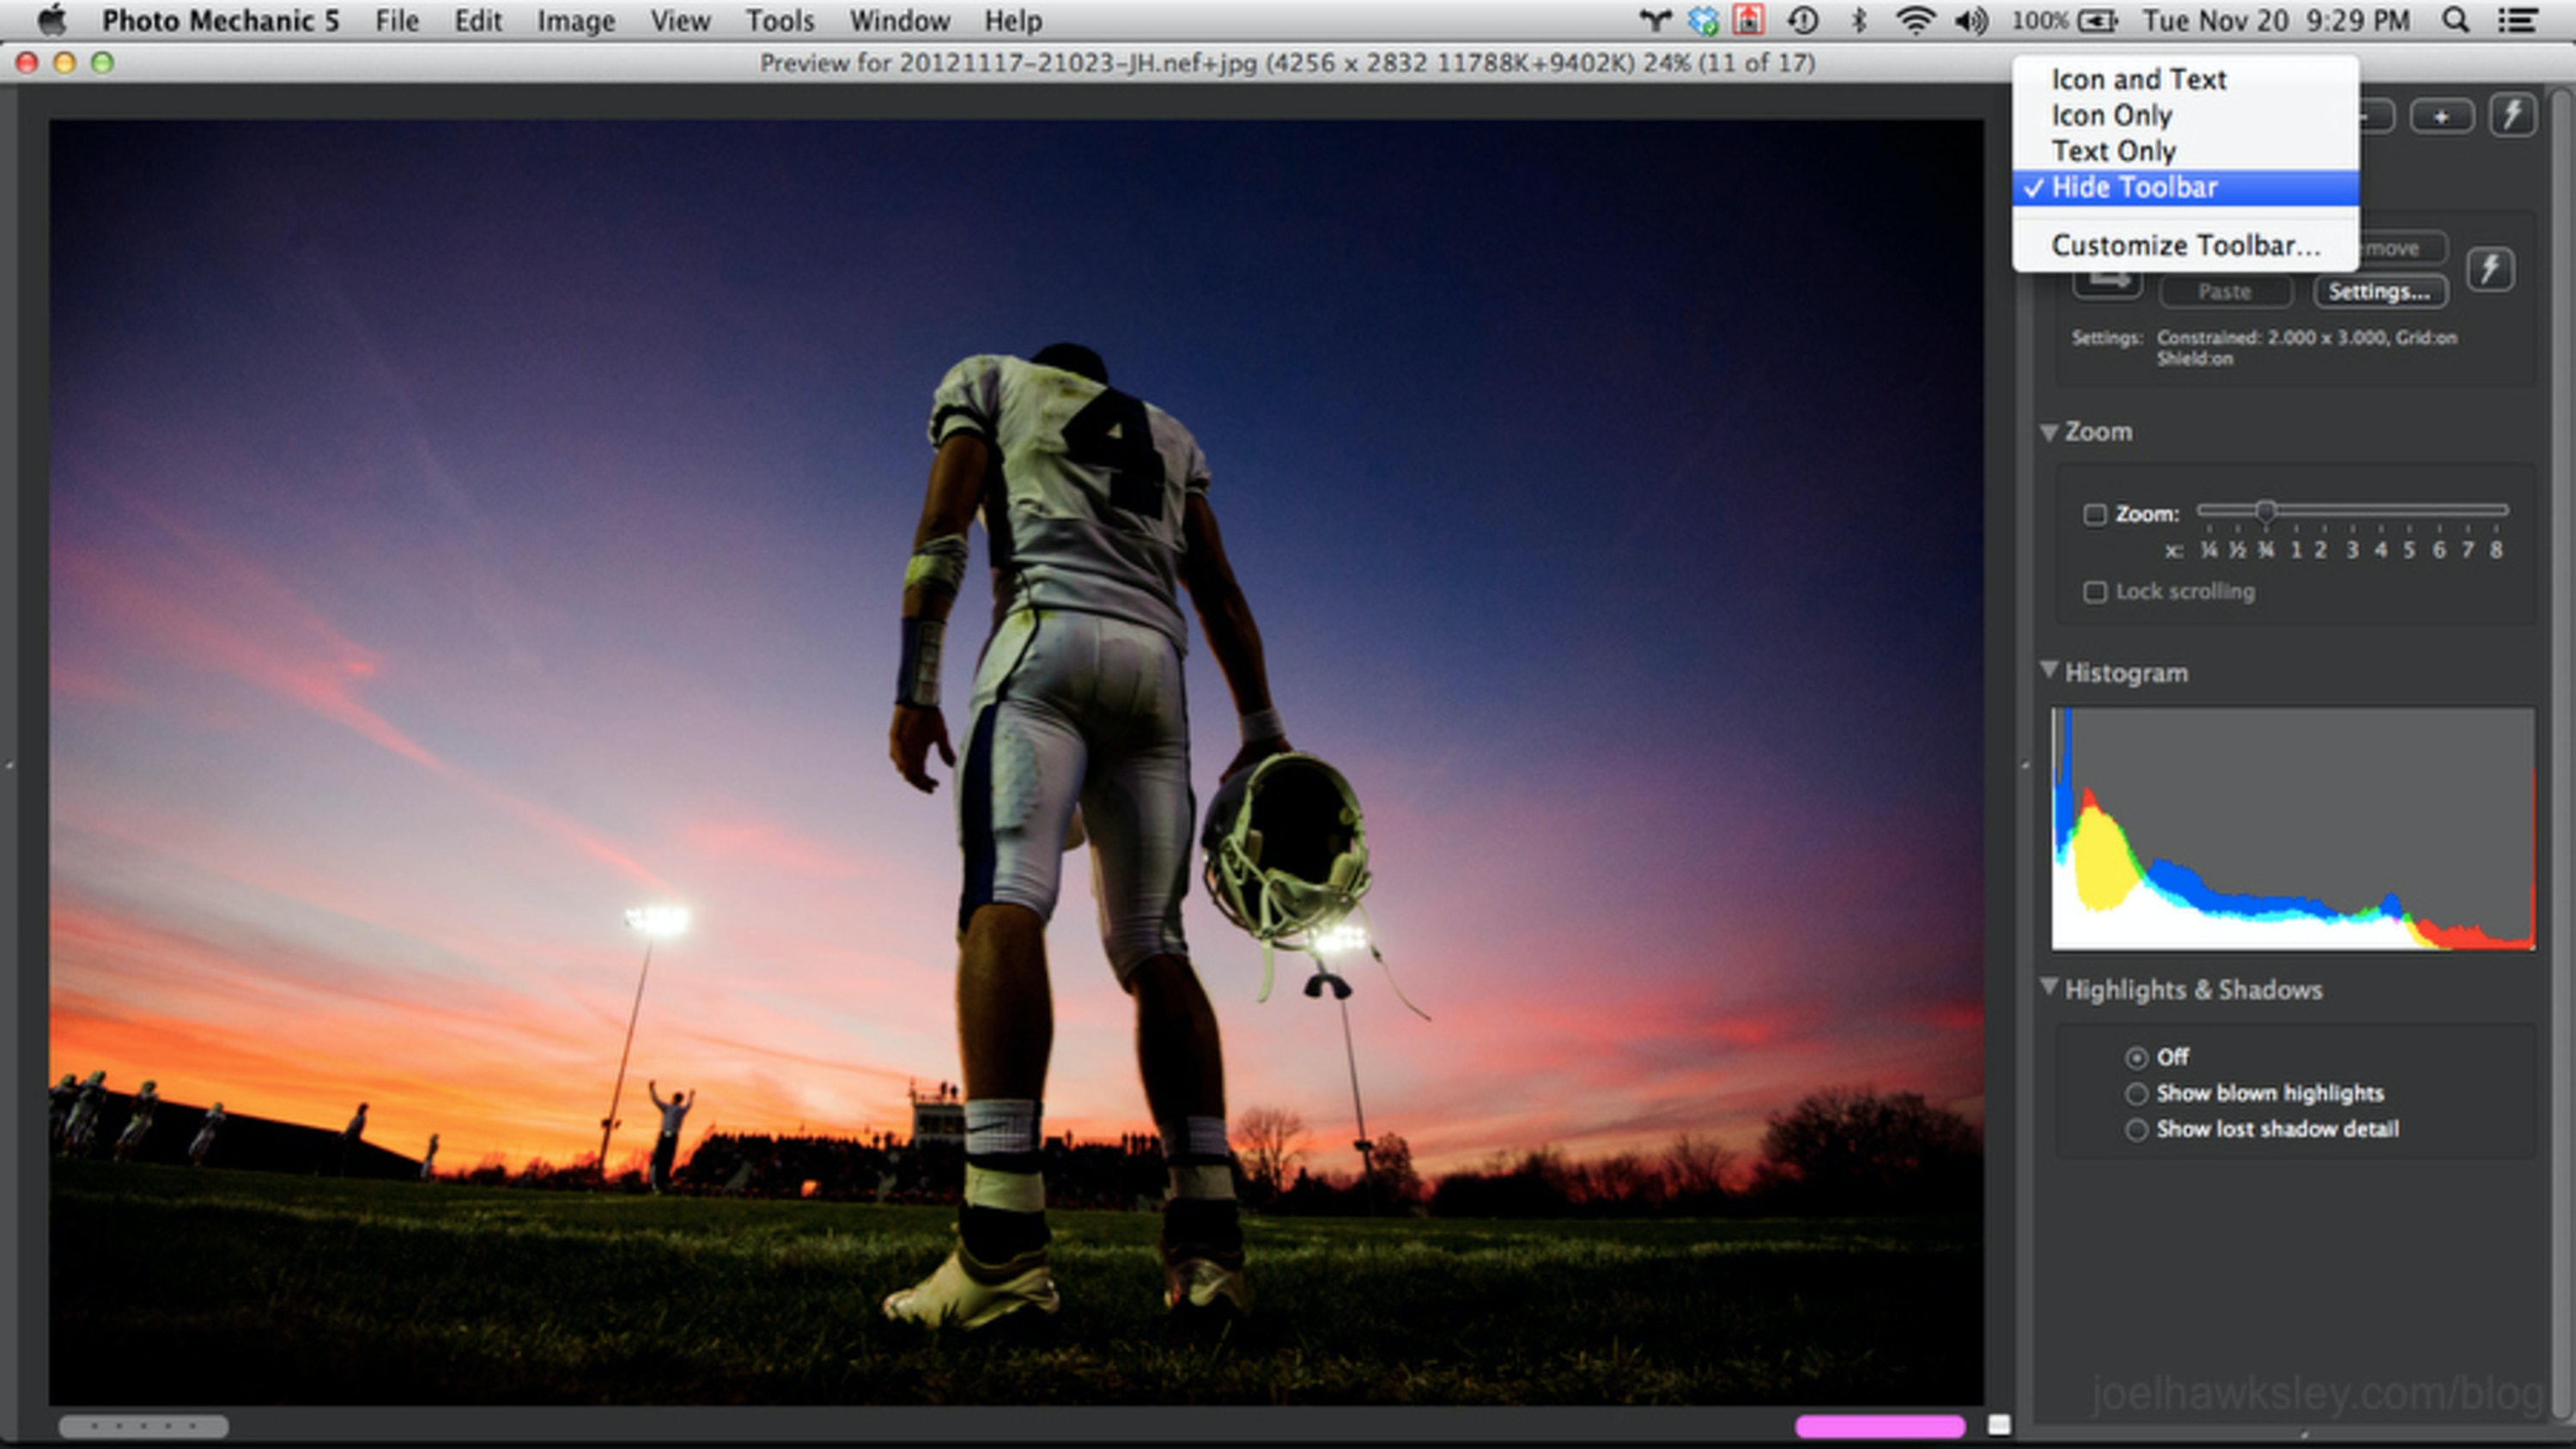 Photo Mechanic 5 File Edit Image View Tools Window Help 100% Tue Nov 20 9:29 PM
Preview for 20121117-21023-JH.nef+jpg (4256 x 2832 11788K+9402K) 24% (11 of 17)
Icon and Text
Icon Only
Text Only
✓ Hide Toolbar
Customize Toolbar...
move
Paste Settings...
Settings: Constrained: 2.000 x 3.000, Grid:on
Shield:on
4
Zoom
Zoom:
x: ¼ ½ ¾ 1 2 3 4 5 6 7 8
Lock scrolling
Histogram
Highlights & Shadows
Off
Show blown highlights
Show lost shadow detail
joelhawksley.com/blog